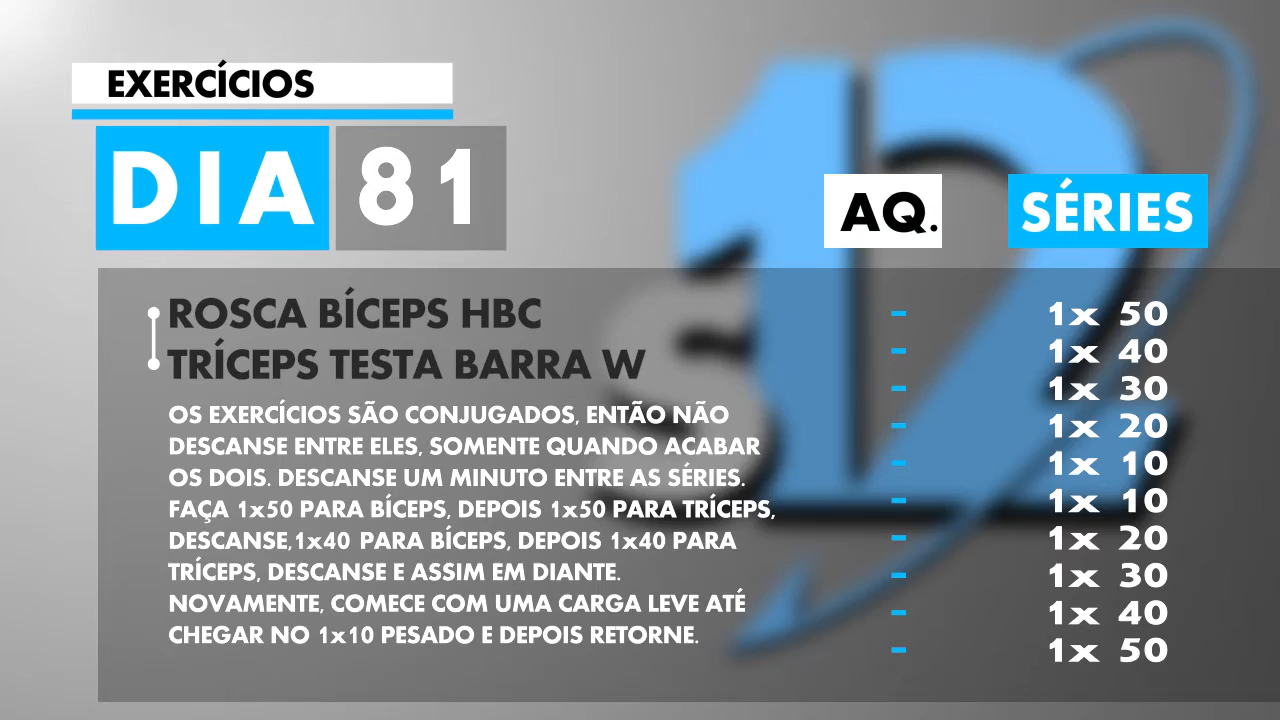 EXERCÍCIOS
DIA 81
AQ. SÉRIES
ROSCA BÍCEPS HBC
TRÍCEPS TESTA BARRA W
OS EXERCÍCIOS SÃO CONJUGADOS, ENTÃO NÃO
DESCANSE ENTRE ELES, SOMENTE QUANDO ACABAR
OS DOIS. DESCANSE UM MINUTO ENTRE AS SÉRIES.
FAÇA 1x50 PARA BÍCEPS, DEPOIS 1x50 PARA TRÍCEPS,
DESCANSE,1x40 PARA BÍCEPS, DEPOIS 1x40 PARA
TRÍCEPS, DESCANSE E ASSIM EM DIANTE.
NOVAMENTE, COMECE COM UMA CARGA LEVE ATÉ
CHEGAR NO 1x10 PESADO E DEPOIS RETORNE.
- 1x 50
- 1x 40
- 1x 30
- 1x 20
- 1x 10
- 1x 10
- 1x 20
- 1x 30
- 1x 40
- 1x 50
12